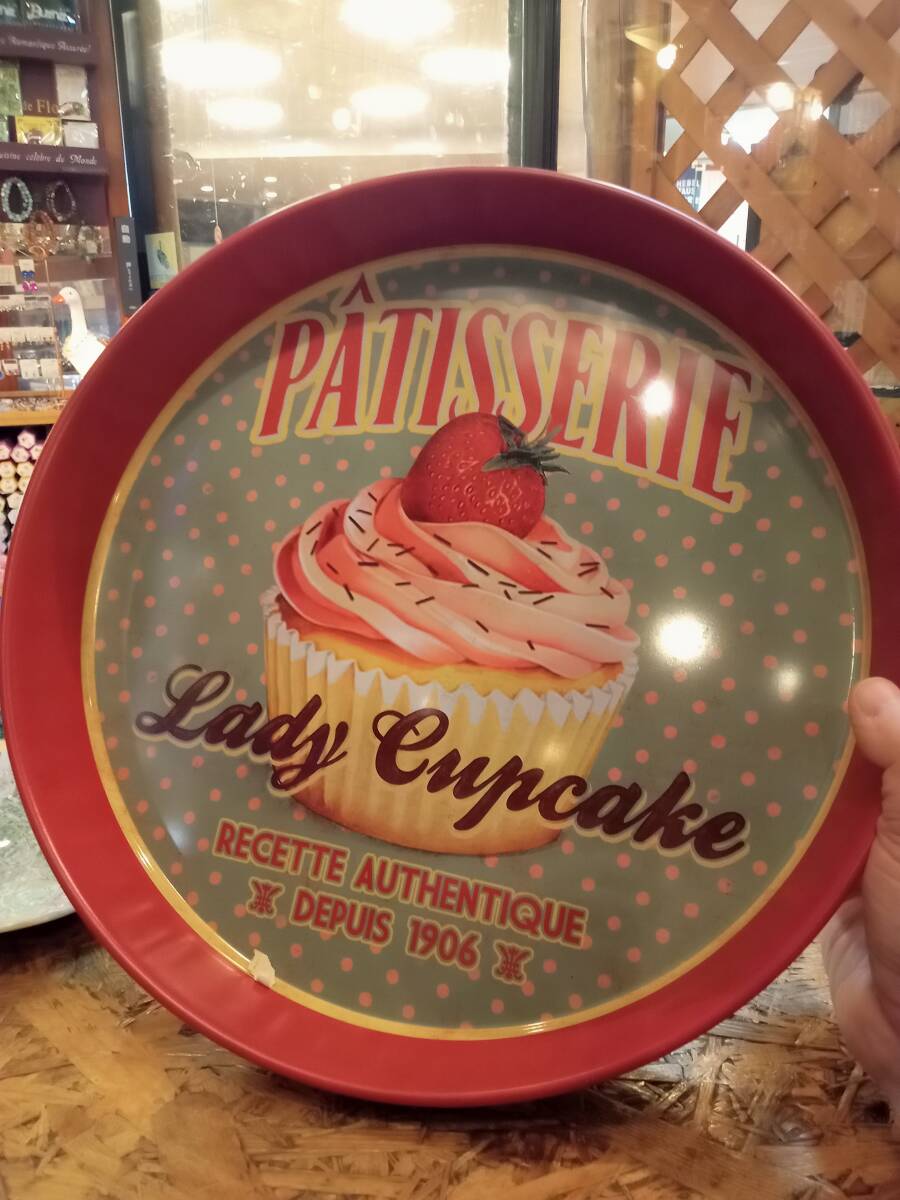 PÂTISSERIE
Lady Cupcake
RECETTE AUTHENTIQUE
DEPUIS 1906